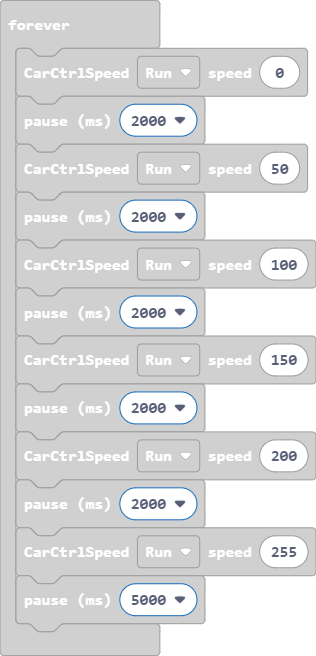 forever
CarCtrlSpeed Run speed 0
pause (ms) 2000
CarCtrlSpeed Run speed 50
pause (ms) 2000
CarCtrlSpeed Run speed 100
pause (ms) 2000
CarCtrlSpeed Run speed 150
pause (ms) 2000
CarCtrlSpeed Run speed 200
pause (ms) 2000
CarCtrlSpeed Run speed 255
pause (ms) 5000